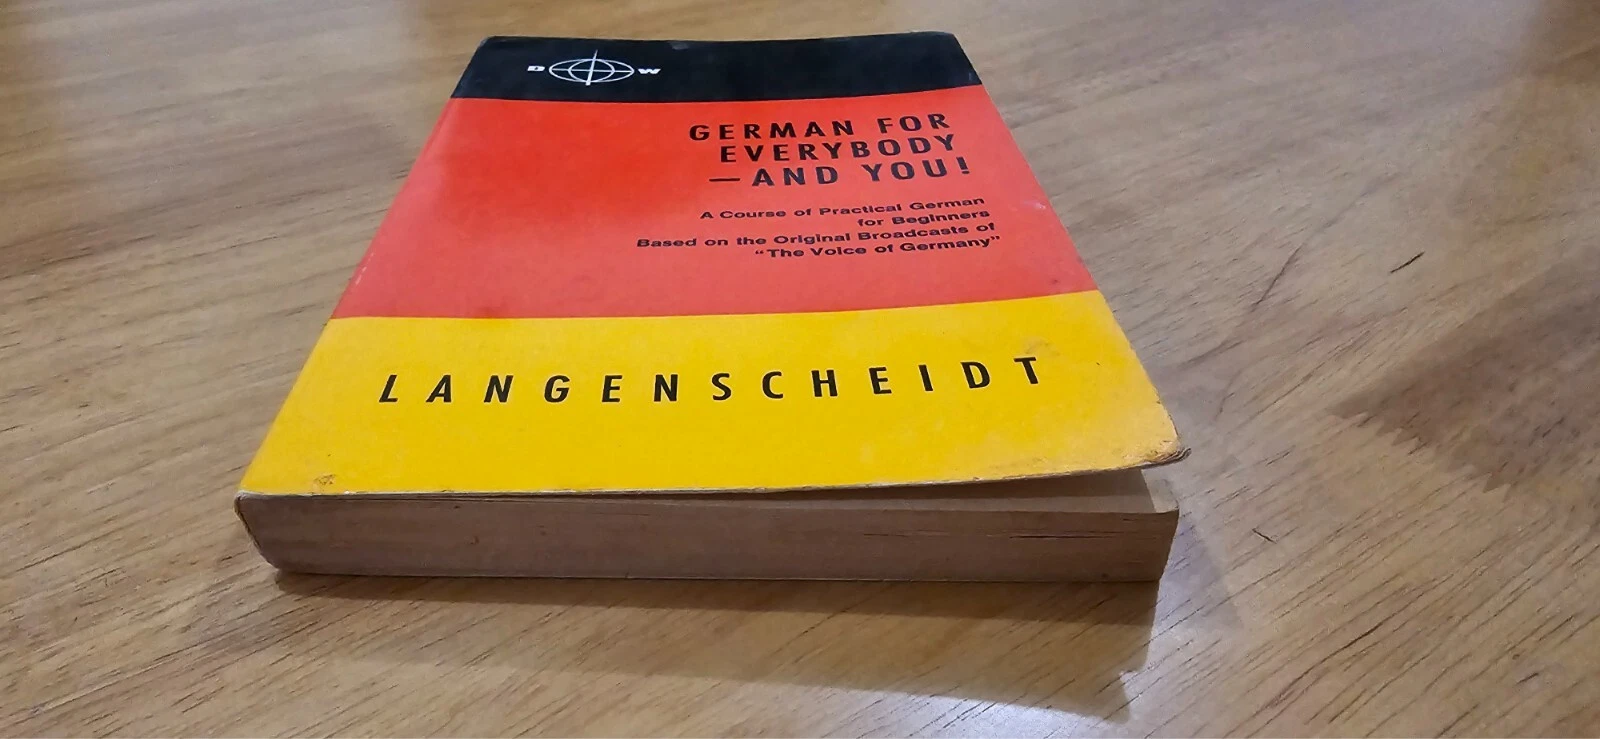 D W
GERMAN FOR
EVERYBODY
—AND YOU!
A Course of Practical German
for Beginners
Based on the Original Broadcasts of
“The Voice of Germany”
LANGENSCHEIDT